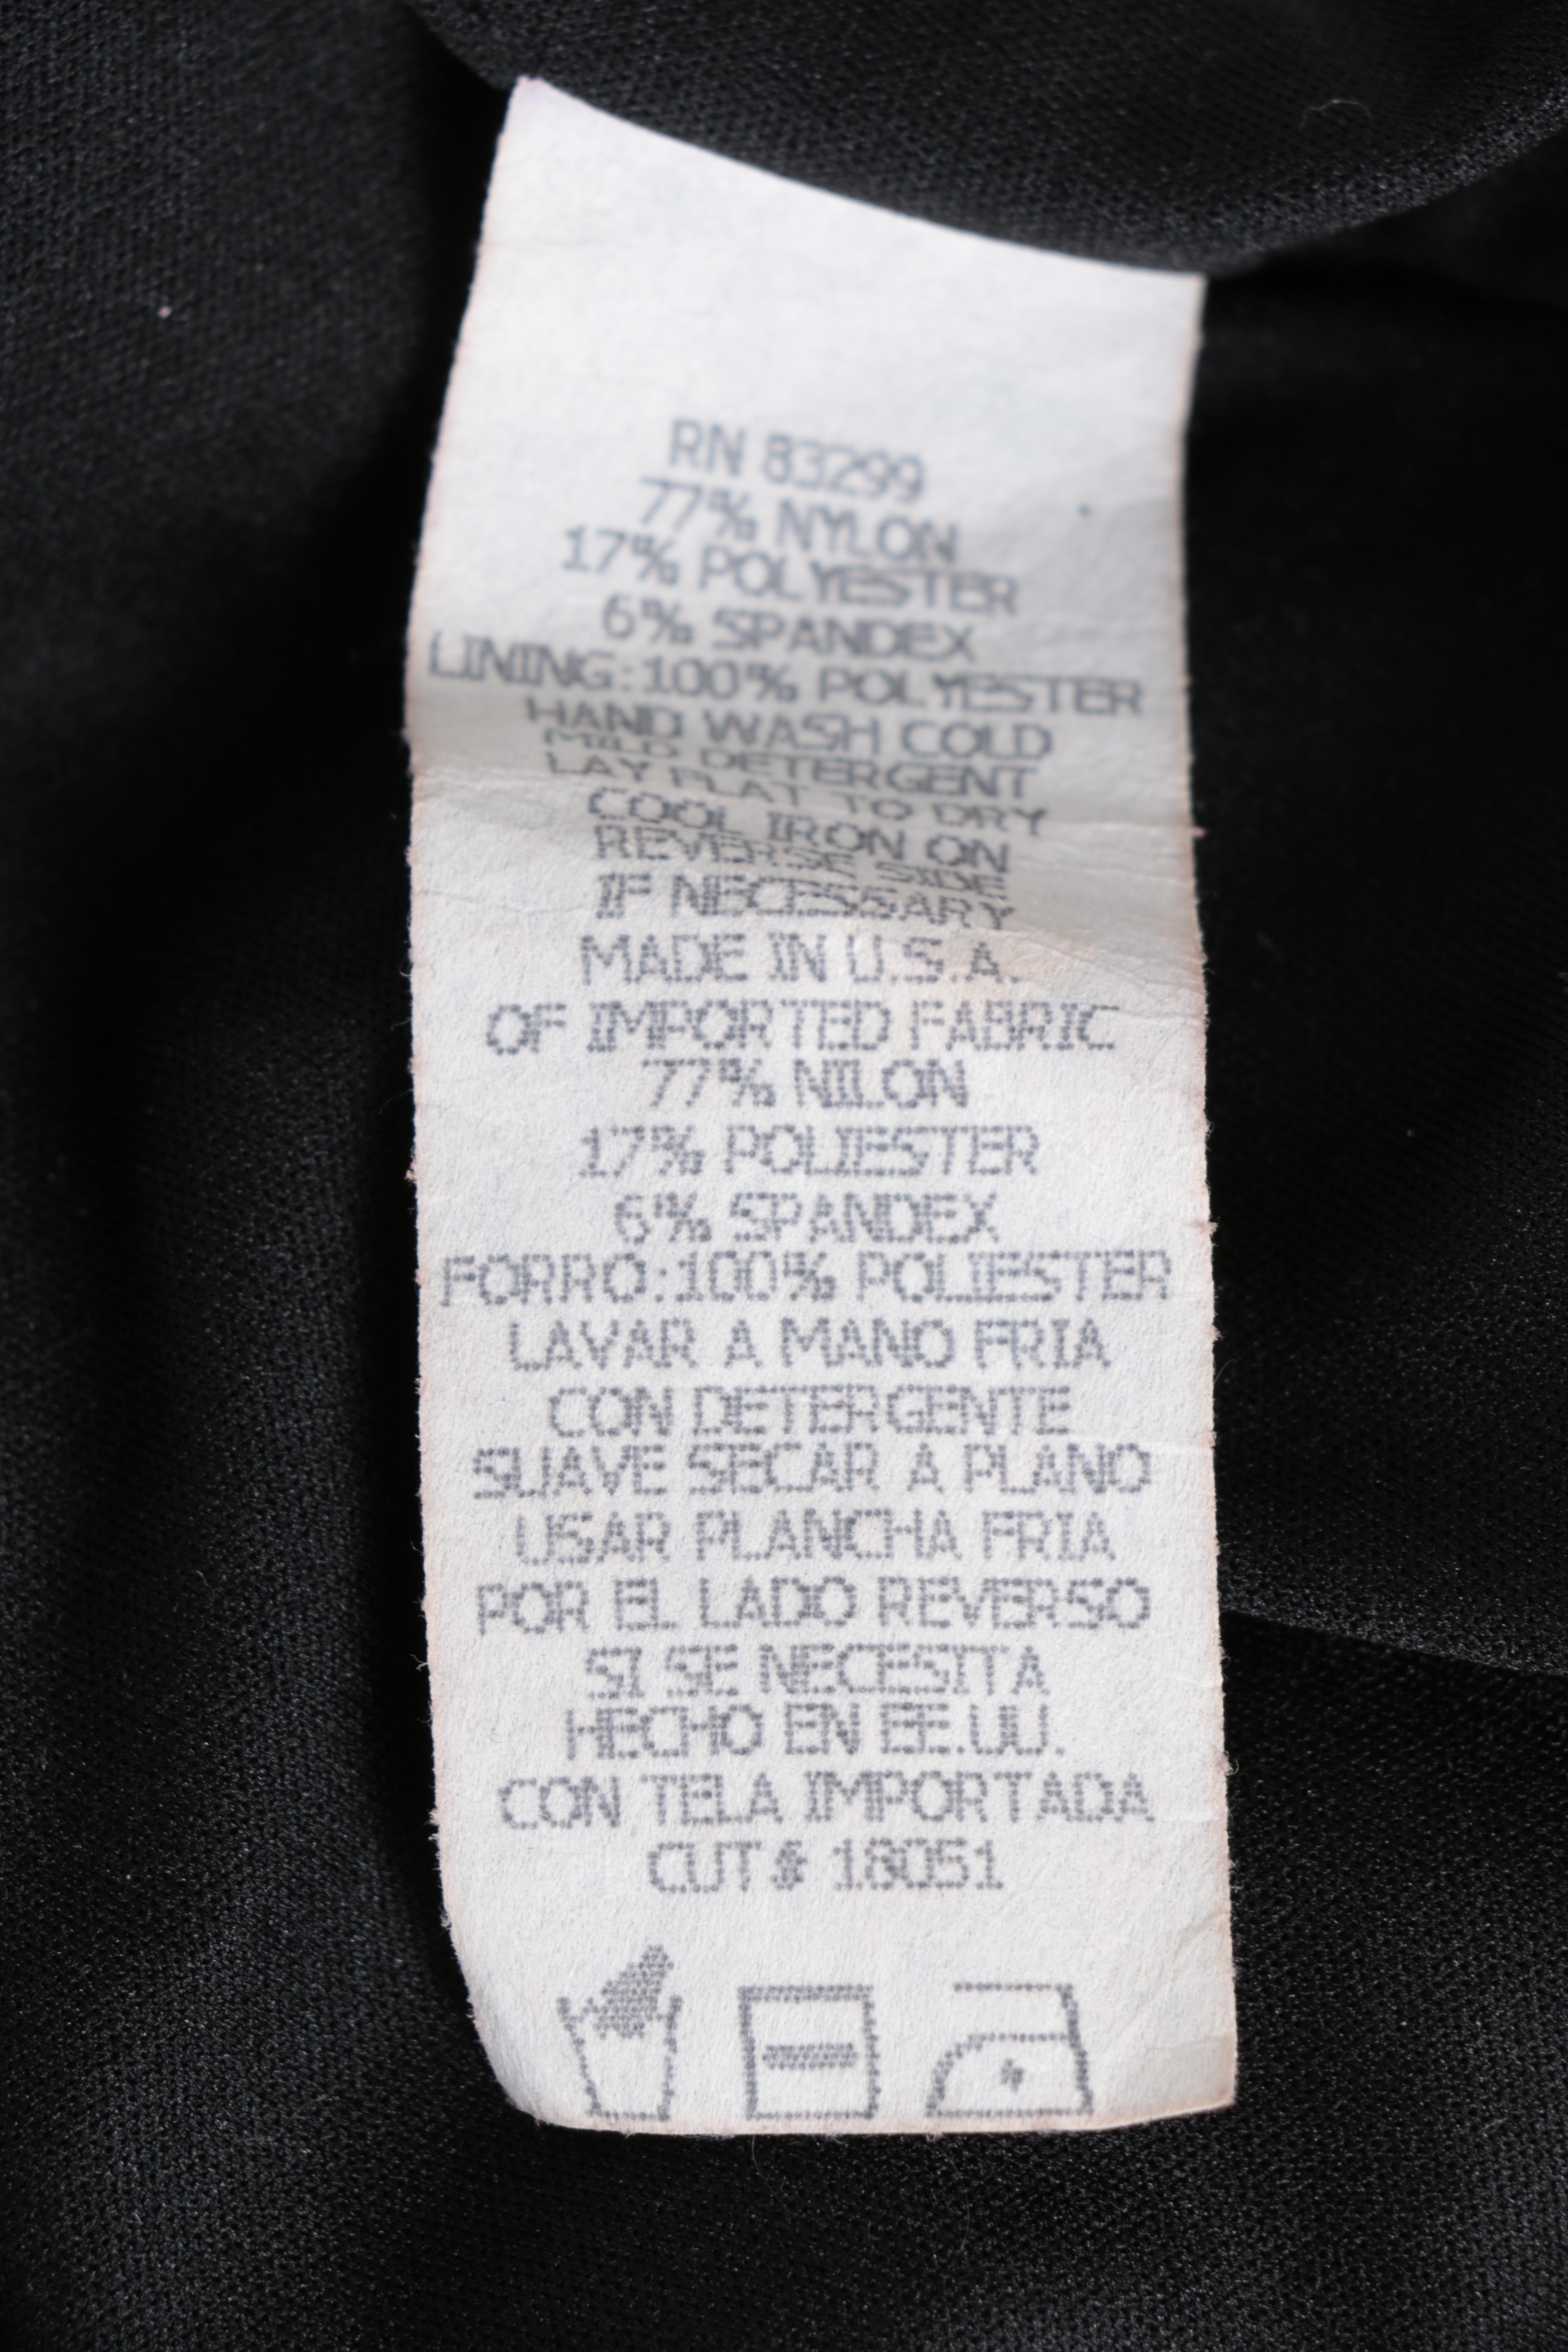 RN 83299
77% NYLON
17% POLYESTER
6% SPANDEX
LINING:100% POLYESTER
HAND WASH COLD
MILD DETERGENT
LAY FLAT TO DRY
COOL IRON ON
REVERSE SIDE
IF NECESSARY
MADE IN U.S.A.
OF IMPORTED FABRIC
77% NILON
17% POLIESTER
6% SPANDEX
FORRO:100% POLIESTER
LAVAR A MANO FRIA
CON DETERGENTE
SUAVE SECAR A PLANO
USAR PLANCHA FRIA
POR EL LADO REVERSO
SI SE NECESITA
HECHO EN EE.UU.
CON TELA IMPORTADA
CUT# 18051